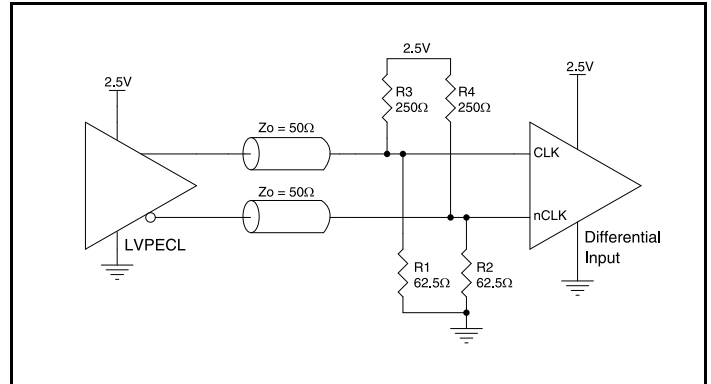 2.5V
2.5V
2.5V
R3
250Ω
R4
250Ω
Zo = 50Ω
CLK
Zo = 50Ω
nCLK
LVPECL
Differential
Input
R1
62.5Ω
R2
62.5Ω